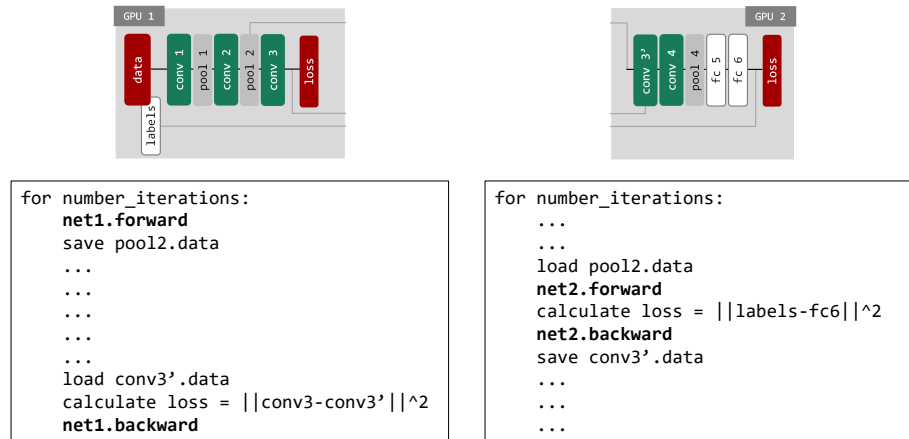 GPU 1
data
labels
conv 1
pool 1
conv 2
pool 2
conv 3
loss
GPU 2
conv 3’
conv 4
pool 4
fc 5
fc 6
loss
for number_iterations:
net1.forward
save pool2.data
...
...
...
...
...
load conv3’.data
calculate loss = ||conv3-conv3’||^2
net1.backward
for number_iterations:
...
...
load pool2.data
net2.forward
calculate loss = ||labels-fc6||^2
net2.backward
save conv3’.data
...
...
...